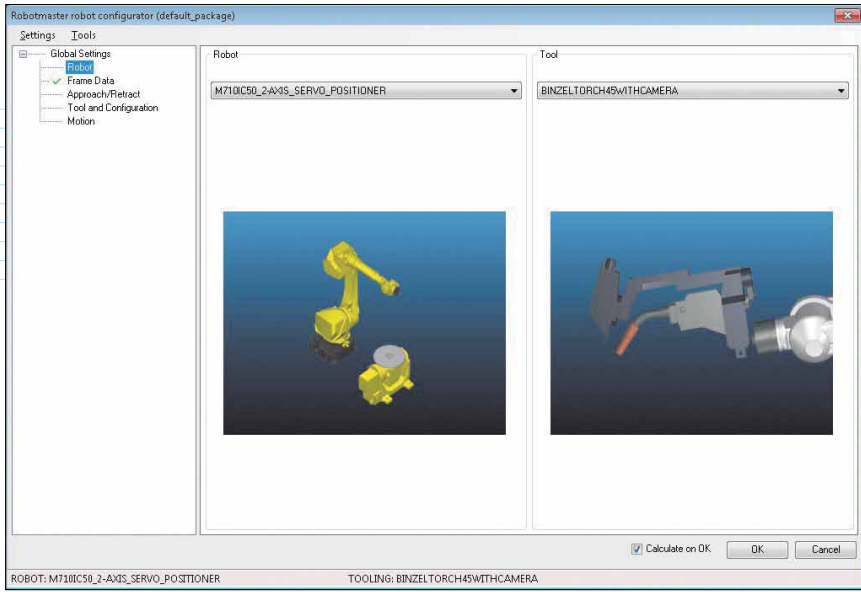 Robotmaster robot configurator (default_package)
Settings Tools
Global Settings
Robot
Frame Data
Approach/Retract
Tool and Configuration
Motion
Robot
M710IC50_2-AXIS_SERVO_POSITIONER
Tool
BINZELTORCH45WITHCAMERA
Calculate on OK
OK
Cancel
ROBOT: M710IC50_2-AXIS_SERVO_POSITIONER TOOLING: BINZELTORCH45WITHCAMERA